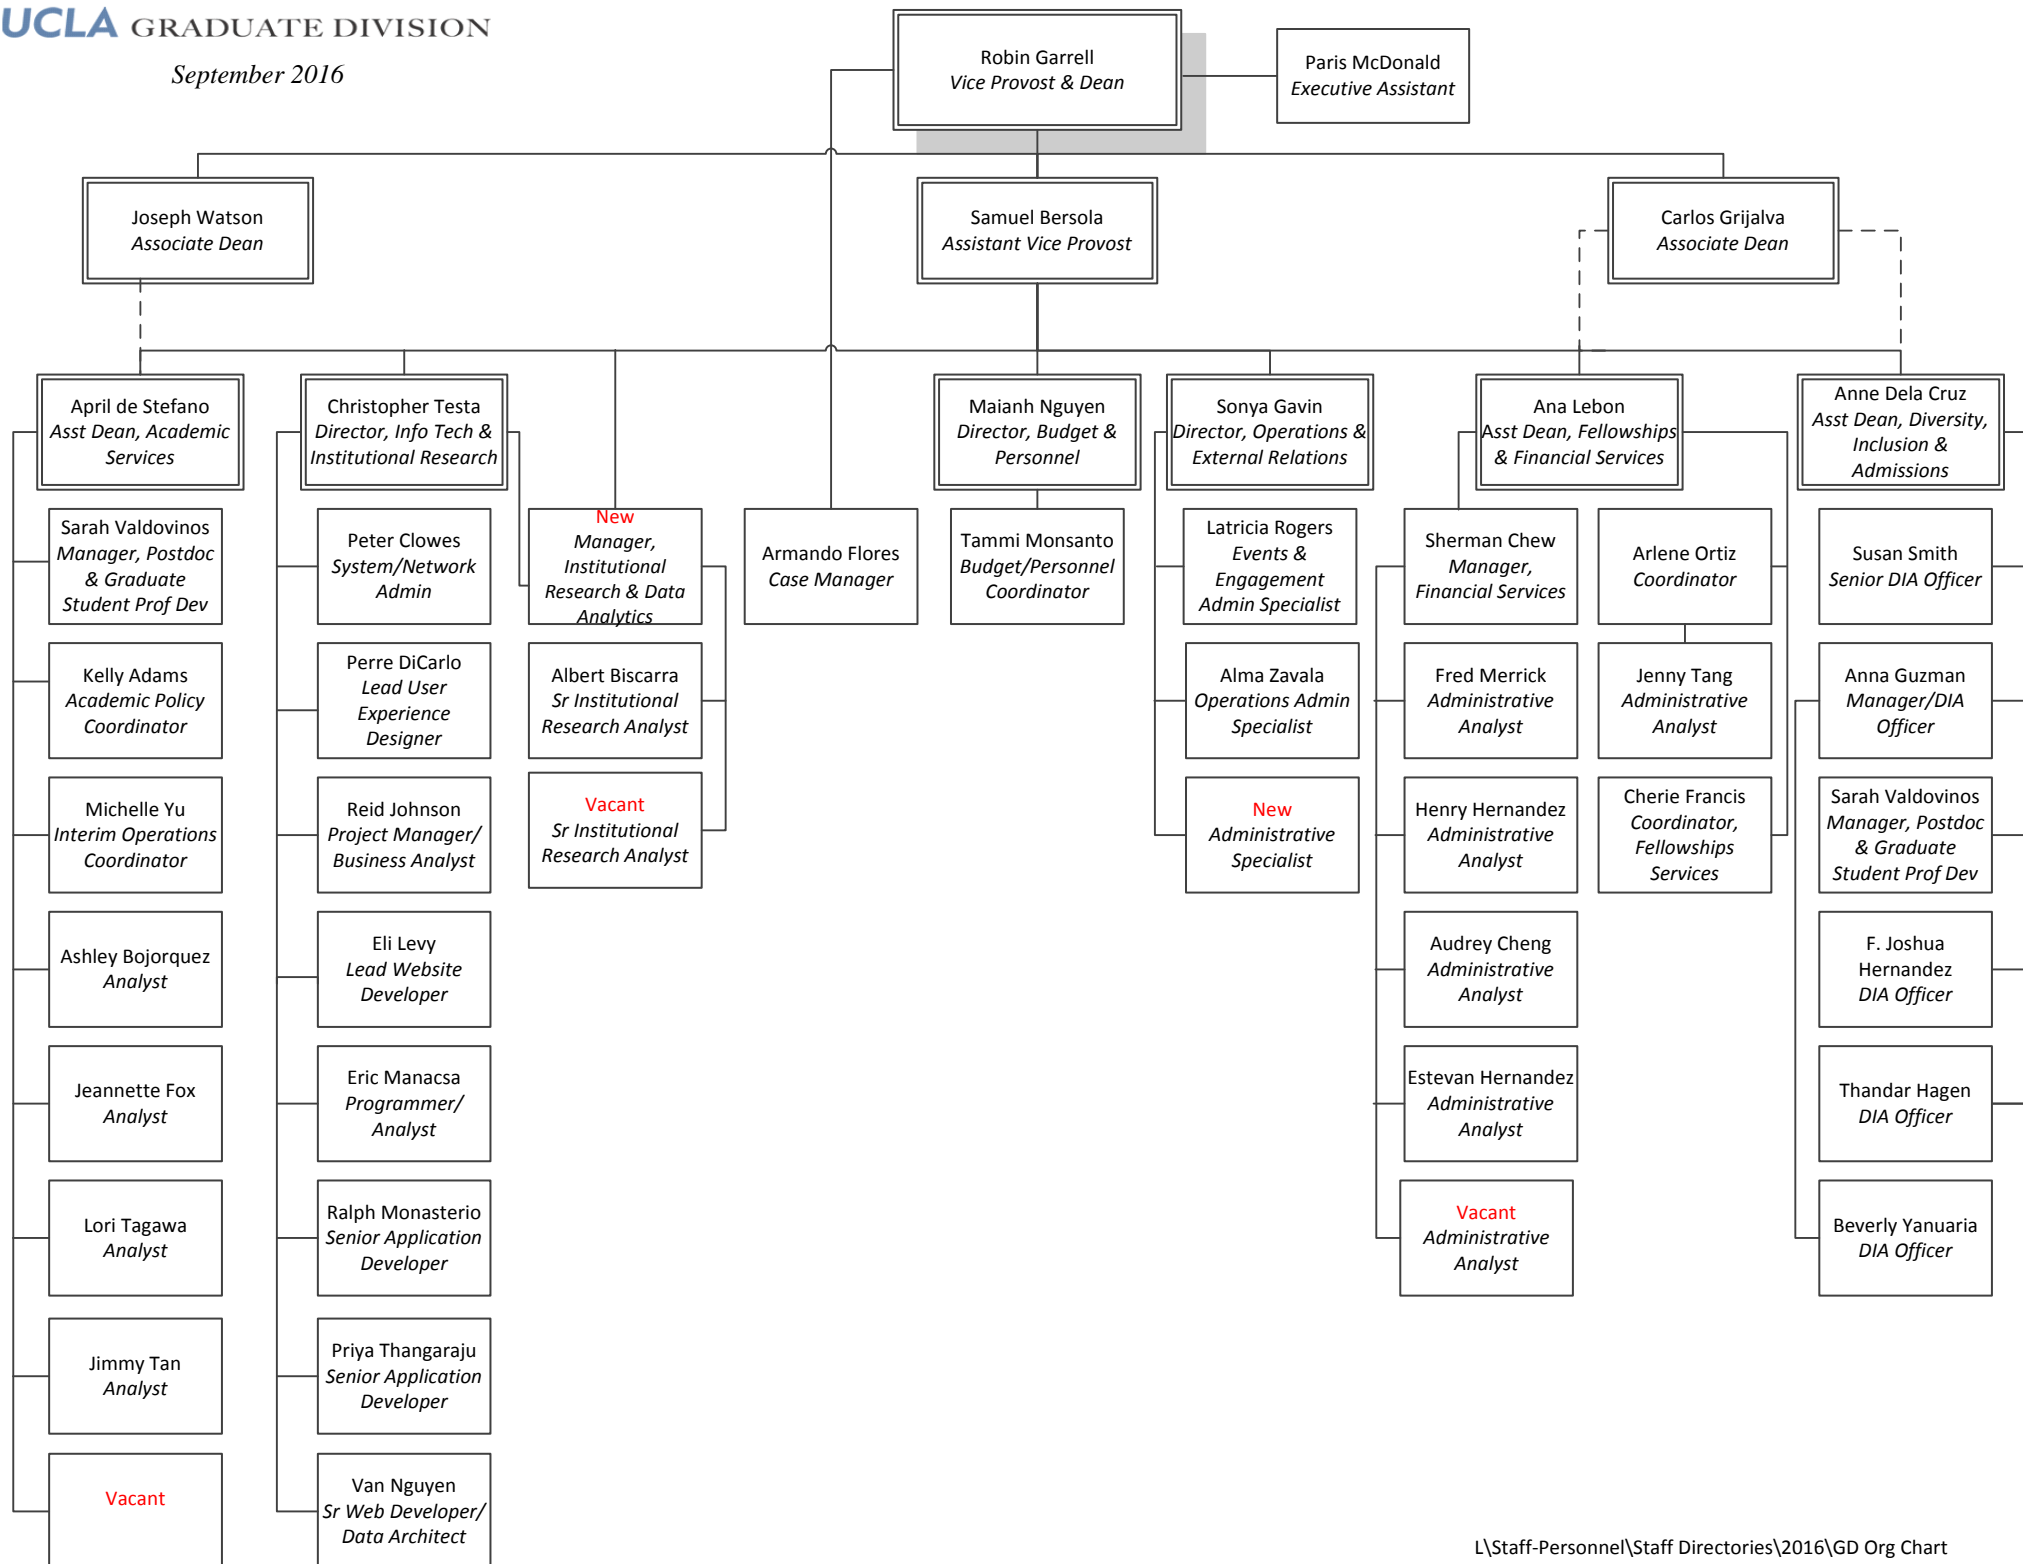 UCLA GRADUATE DIVISION
September 2016
Robin Garrell
Vice Provost & Dean
Paris McDonald
Executive Assistant
Joseph Watson
Associate Dean
Samuel Bersola
Assistant Vice Provost
Carlos Grijalva
Associate Dean
April de Stefano
Asst Dean, Academic
Services
Christopher Testa
Director, Info Tech &
Institutional Research
Maianh Nguyen
Director, Budget &
Personnel
Sonya Gavin
Director, Operations &
External Relations
Ana Lebon
Asst Dean, Fellowships
& Financial Services
Anne Dela Cruz
Asst Dean, Diversity,
Inclusion &
Admissions
Sarah Valdovinos
Manager, Postdoc
& Graduate
Student Prof Dev
Kelly Adams
Academic Policy
Coordinator
Michelle Yu
Interim Operations
Coordinator
Ashley Bojorquez
Analyst
Jeannette Fox
Analyst
Lori Tagawa
Analyst
Jimmy Tan
Analyst
Vacant
Peter Clowes
System/Network
Admin
Perre DiCarlo
Lead User
Experience
Designer
Reid Johnson
Project Manager/
Business Analyst
Eli Levy
Lead Website
Developer
Eric Manacsa
Programmer/
Analyst
Ralph Monasterio
Senior Application
Developer
Priya Thangaraju
Senior Application
Developer
Van Nguyen
Sr Web Developer/
Data Architect
New
Manager,
Institutional
Research & Data
Analytics
Albert Biscarra
Sr Institutional
Research Analyst
Vacant
Sr Institutional
Research Analyst
Armando Flores
Case Manager
Tammi Monsanto
Budget/Personnel
Coordinator
Latricia Rogers
Events &
Engagement
Admin Specialist
Alma Zavala
Operations Admin
Specialist
New
Administrative
Specialist
Sherman Chew
Manager,
Financial Services
Fred Merrick
Administrative
Analyst
Henry Hernandez
Administrative
Analyst
Audrey Cheng
Administrative
Analyst
Estevan Hernandez
Administrative
Analyst
Vacant
Administrative
Analyst
Arlene Ortiz
Coordinator
Jenny Tang
Administrative
Analyst
Cherie Francis
Coordinator,
Fellowships
Services
Susan Smith
Senior DIA Officer
Anna Guzman
Manager/DIA
Officer
Sarah Valdovinos
Manager, Postdoc
& Graduate
Student Prof Dev
F. Joshua
Hernandez
DIA Officer
Thandar Hagen
DIA Officer
Beverly Yanuaria
DIA Officer
L\Staff-Personnel\Staff Directories\2016\GD Org Chart